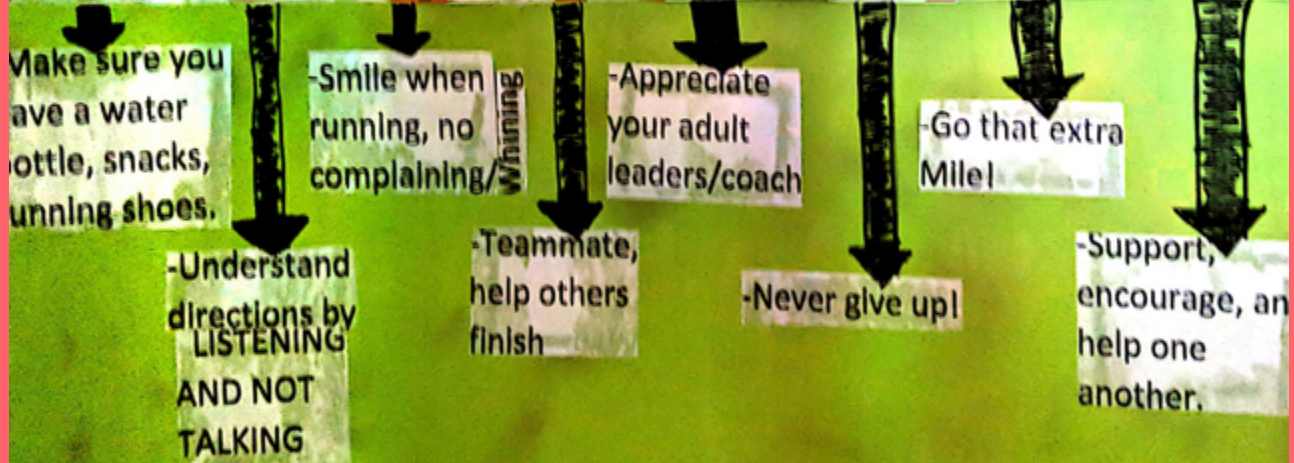 Make sure you
ave a water
ottle, snacks,
unning shoes.
-Understand
directions by
LISTENING
AND NOT
TALKING
-Smile when
running, no
complaining/
Whining
-Teammate,
help others
finish
-Appreciate
your adult
leaders/coach
-Never give up!
-Go that extra
Mile!
-Support,
encourage, an
help one
another.